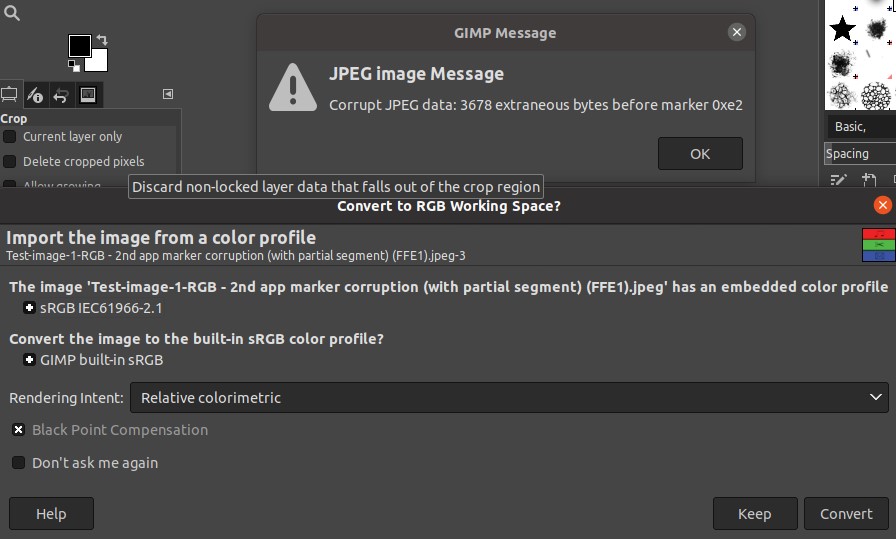 GIMP Message
JPEG image Message
Corrupt JPEG data: 3678 extraneous bytes before marker 0xe2
OK
Crop
Current layer only
Delete cropped pixels
Allow growing
Discard non-locked layer data that falls out of the crop region
Basic,
Spacing
Convert to RGB Working Space?
Import the image from a color profile
Test-image-1-RGB - 2nd app marker corruption (with partial segment) (FFE1).jpeg-3
The image 'Test-image-1-RGB - 2nd app marker corruption (with partial segment) (FFE1).jpeg' has an embedded color profile
sRGB IEC61966-2.1
Convert the image to the built-in sRGB color profile?
GIMP built-in sRGB
Rendering Intent:
Relative colorimetric
Black Point Compensation
Don't ask me again
Help
Keep
Convert